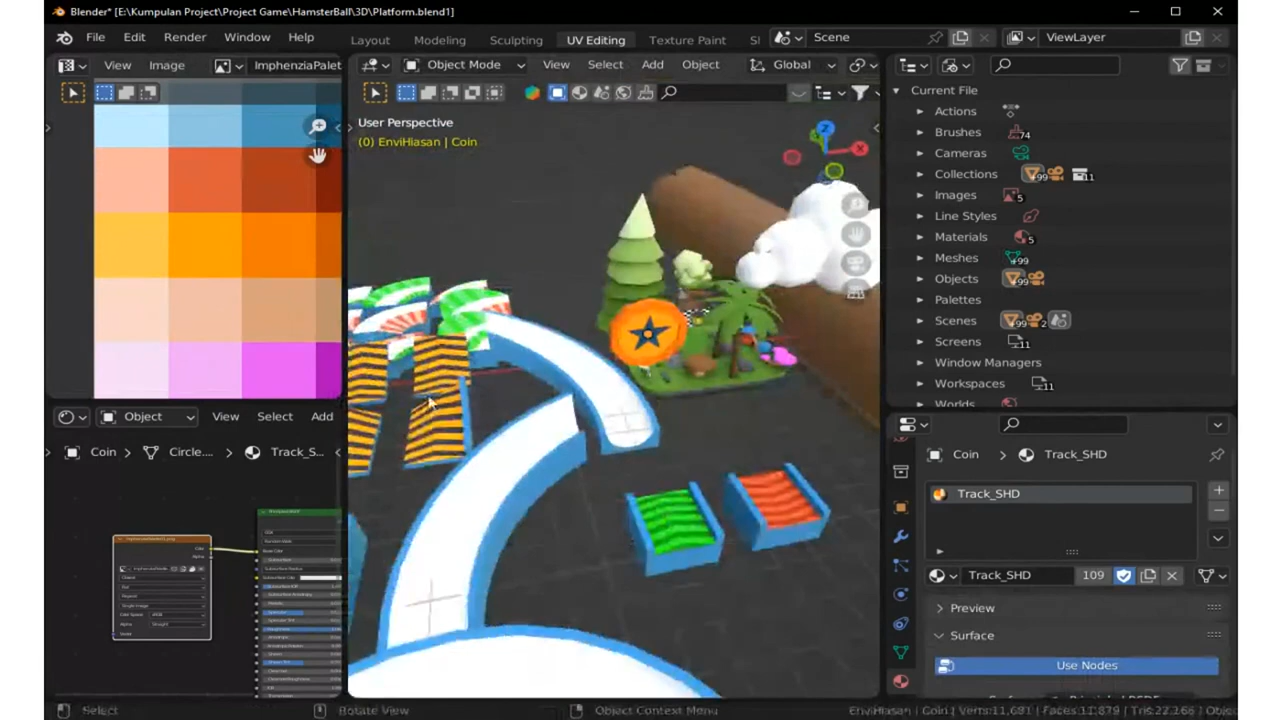 Blender* [E:\Kumpulan Project\Project Game\HamsterBall\3D\Platform.blend1]
File Edit Render Window Help
Layout Modeling Sculpting UV Editing Texture Paint
Scene
ViewLayer
View Image ImphenziaPalet
Object Mode View Select Add Object Global
User Perspective
(0) EnviHiasan | Coin
Current File
Actions
Brushes 74
Cameras
Collections +99 11
Images 5
Line Styles
Materials 5
Meshes +99
Objects +99
Palettes
Scenes 2
Screens 11
Window Managers
Workspaces 11
Worlds
Object View Select Add
Coin > Circle.... > Track_S...
Coin > Track_SHD
Track_SHD
Track_SHD 109
Preview
Surface
Use Nodes
Select Rotate View Object Context Menu
EnviHiasan | Coin | Verts:11,681 | Faces:11,879 | Tris:22,166 | Obje